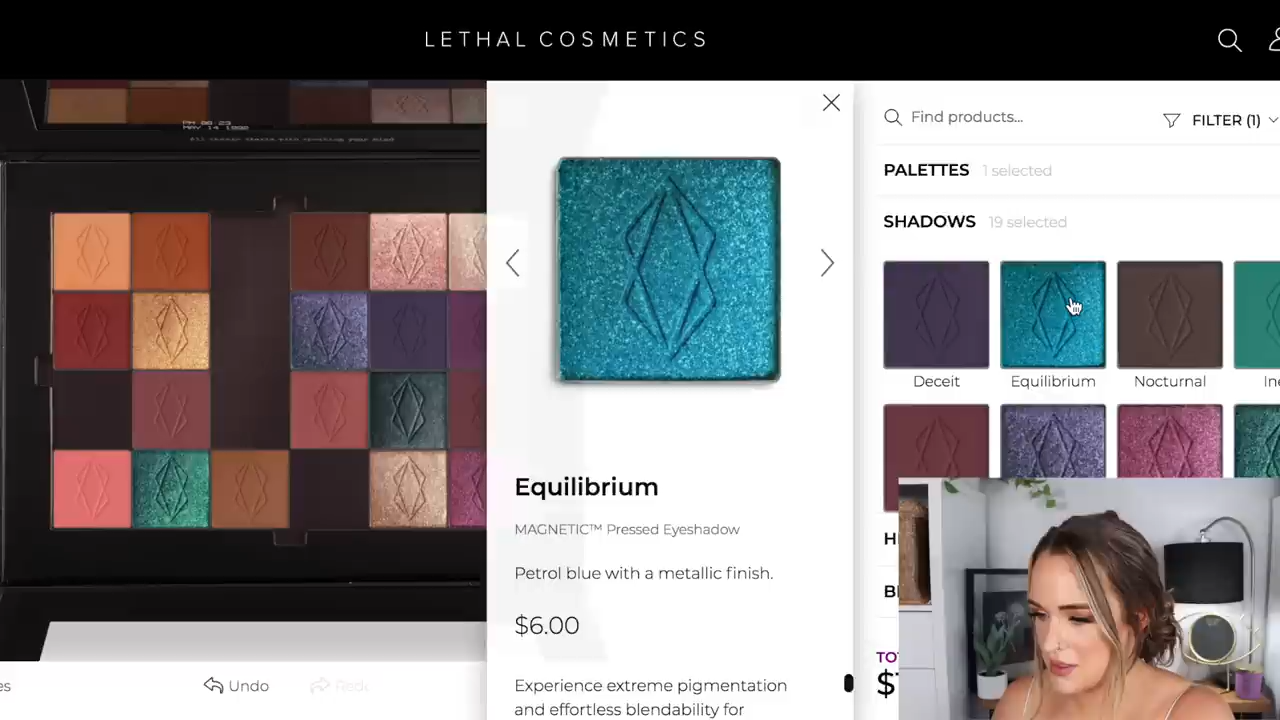 LETHAL COSMETICS
Find products...
FILTER (1)
PALETTES 1 selected
SHADOWS 19 selected
Deceit
Equilibrium
Nocturnal
Equilibrium
MAGNETIC™ Pressed Eyeshadow
Petrol blue with a metallic finish.
$6.00
Experience extreme pigmentation
and effortless blendability for
Undo